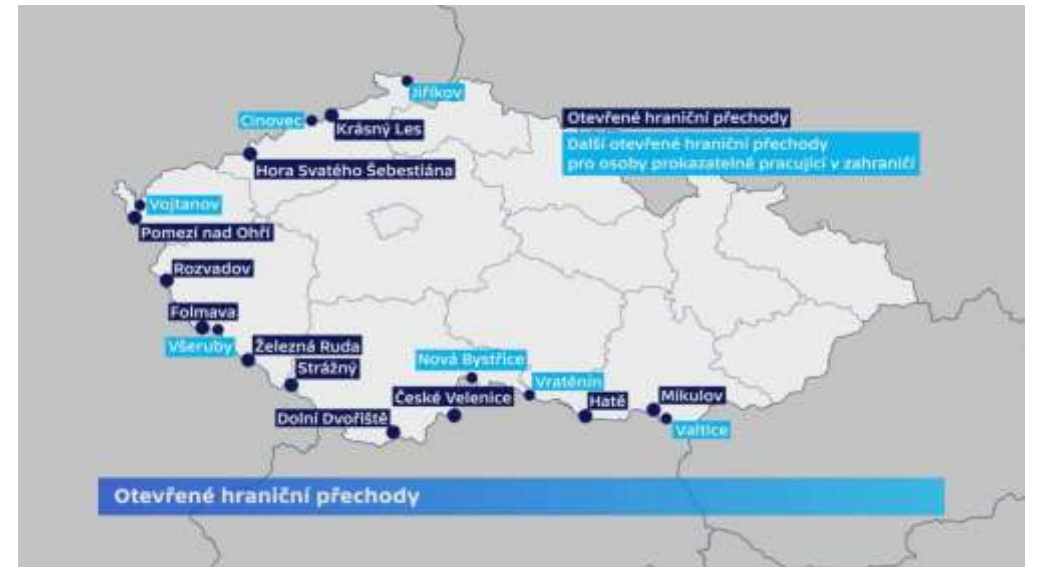 Jiříkov
Cínovec
Krásný Les
Otevřené hraniční přechody
Další otevřené hraniční přechody
pro osoby prokazatelně pracující v zahraničí
Hora Svatého Šebestiána
Vojtanov
Pomezí nad Ohří
Rozvadov
Folmava
Všeruby
Železná Ruda
Strážný
Nová Bystřice
Vratěnín
České Velenice
Hatě
Mikulov
Dolní Dvořiště
Valtice
Otevřené hraniční přechody